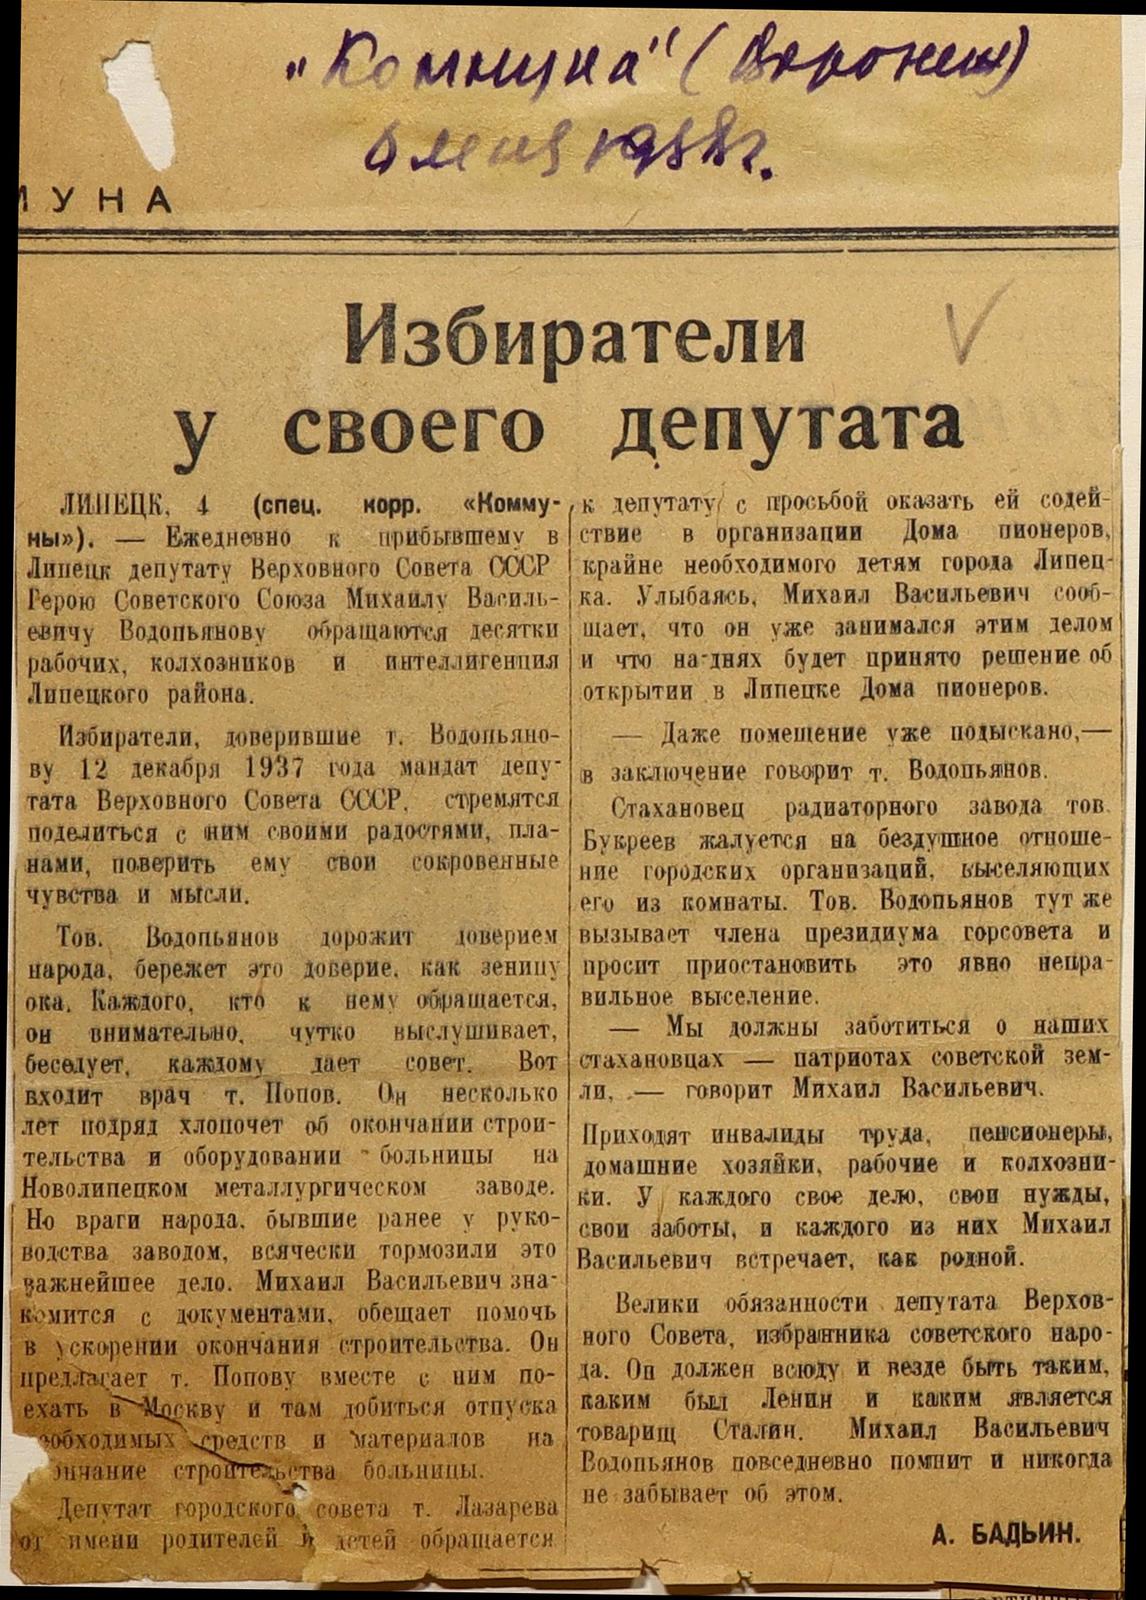 „Коммуна" (Воронеж)
6 мая 1938 г.
МУНА
Избиратели
у своего депутата
ЛИПЕЦК, 4 (спец. корр. «Комму-
ны»). — Ежедневно к прибывшему в
Липецк депутату Верховного Совета СССР
Герою Советского Союза Михаилу Василь-
евичу Водопьянову обращаются десятки
рабочих, колхозников и интеллигенция
Липецкого района.
Избиратели, доверившие т. Водопьяно-
ву 12 декабря 1937 года мандат депу-
тата Верховного Совета СССР, стремятся
поделиться с ним своими радостями, пла-
нами, поверить ему свои сокровенные
чувства и мысли.
Тов. Водопьянов дорожит доверием
народа, бережет это доверие, как зеницу
ока. Каждого, кто к нему обращается,
он внимательно, чутко выслушивает,
беседует, каждому дает совет. Вот
входит врач т. Попов. Он несколько
лет подряд хлопочет об окончании строи-
тельства и оборудовании больницы на
Новолипецком металлургическом заводе.
Но враги народа, бывшие ранее у руко-
водства заводом, всячески тормозили это
важнейшее дело. Михаил Васильевич зна-
комится с документами, обещает помочь
в ускорении окончания строительства. Он
предлагает т. Попову вместе с ним по-
ехать в Москву и там добиться отпуска
необходимых средств и материалов на
окончание строительства больницы.
Депутат городского совета т. Лазарева
от имени родителей и детей обращается
к депутату с просьбой оказать ей содей-
ствие в организации Дома пионеров,
крайне необходимого детям города Липец-
ка. Улыбаясь, Михаил Васильевич сооб-
щает, что он уже занимался этим делом
и что на-днях будет принято решение об
открытии в Липецке Дома пионеров.
— Даже помещение уже подыскано,—
в заключение говорит т. Водопьянов.
Стахановец радиаторного завода тов.
Букреев жалуется на бездушное отноше-
ние городских организаций, выселяющих
его из комнаты. Тов. Водопьянов тут же
вызывает члена президиума горсовета и
просит приостановить это явно непра-
вильное выселение.
— Мы должны заботиться о наших
стахановцах — патриотах советской зем-
ли, — говорит Михаил Васильевич.
Приходят инвалиды труда, пенсионеры,
домашние хозяйки, рабочие и колхозни-
ки. У каждого свое дело, свои нужды,
свои заботы, и каждого из них Михаил
Васильевич встречает, как родной.
Велики обязанности депутата Верхов-
ного Совета, избранника советского наро-
да. Он должен всюду и везде быть таким,
каким был Ленин и каким является
товарищ Сталин. Михаил Васильевич
Водопьянов повседневно помнит и никогда
не забывает об этом.
А. БАДЬИН.